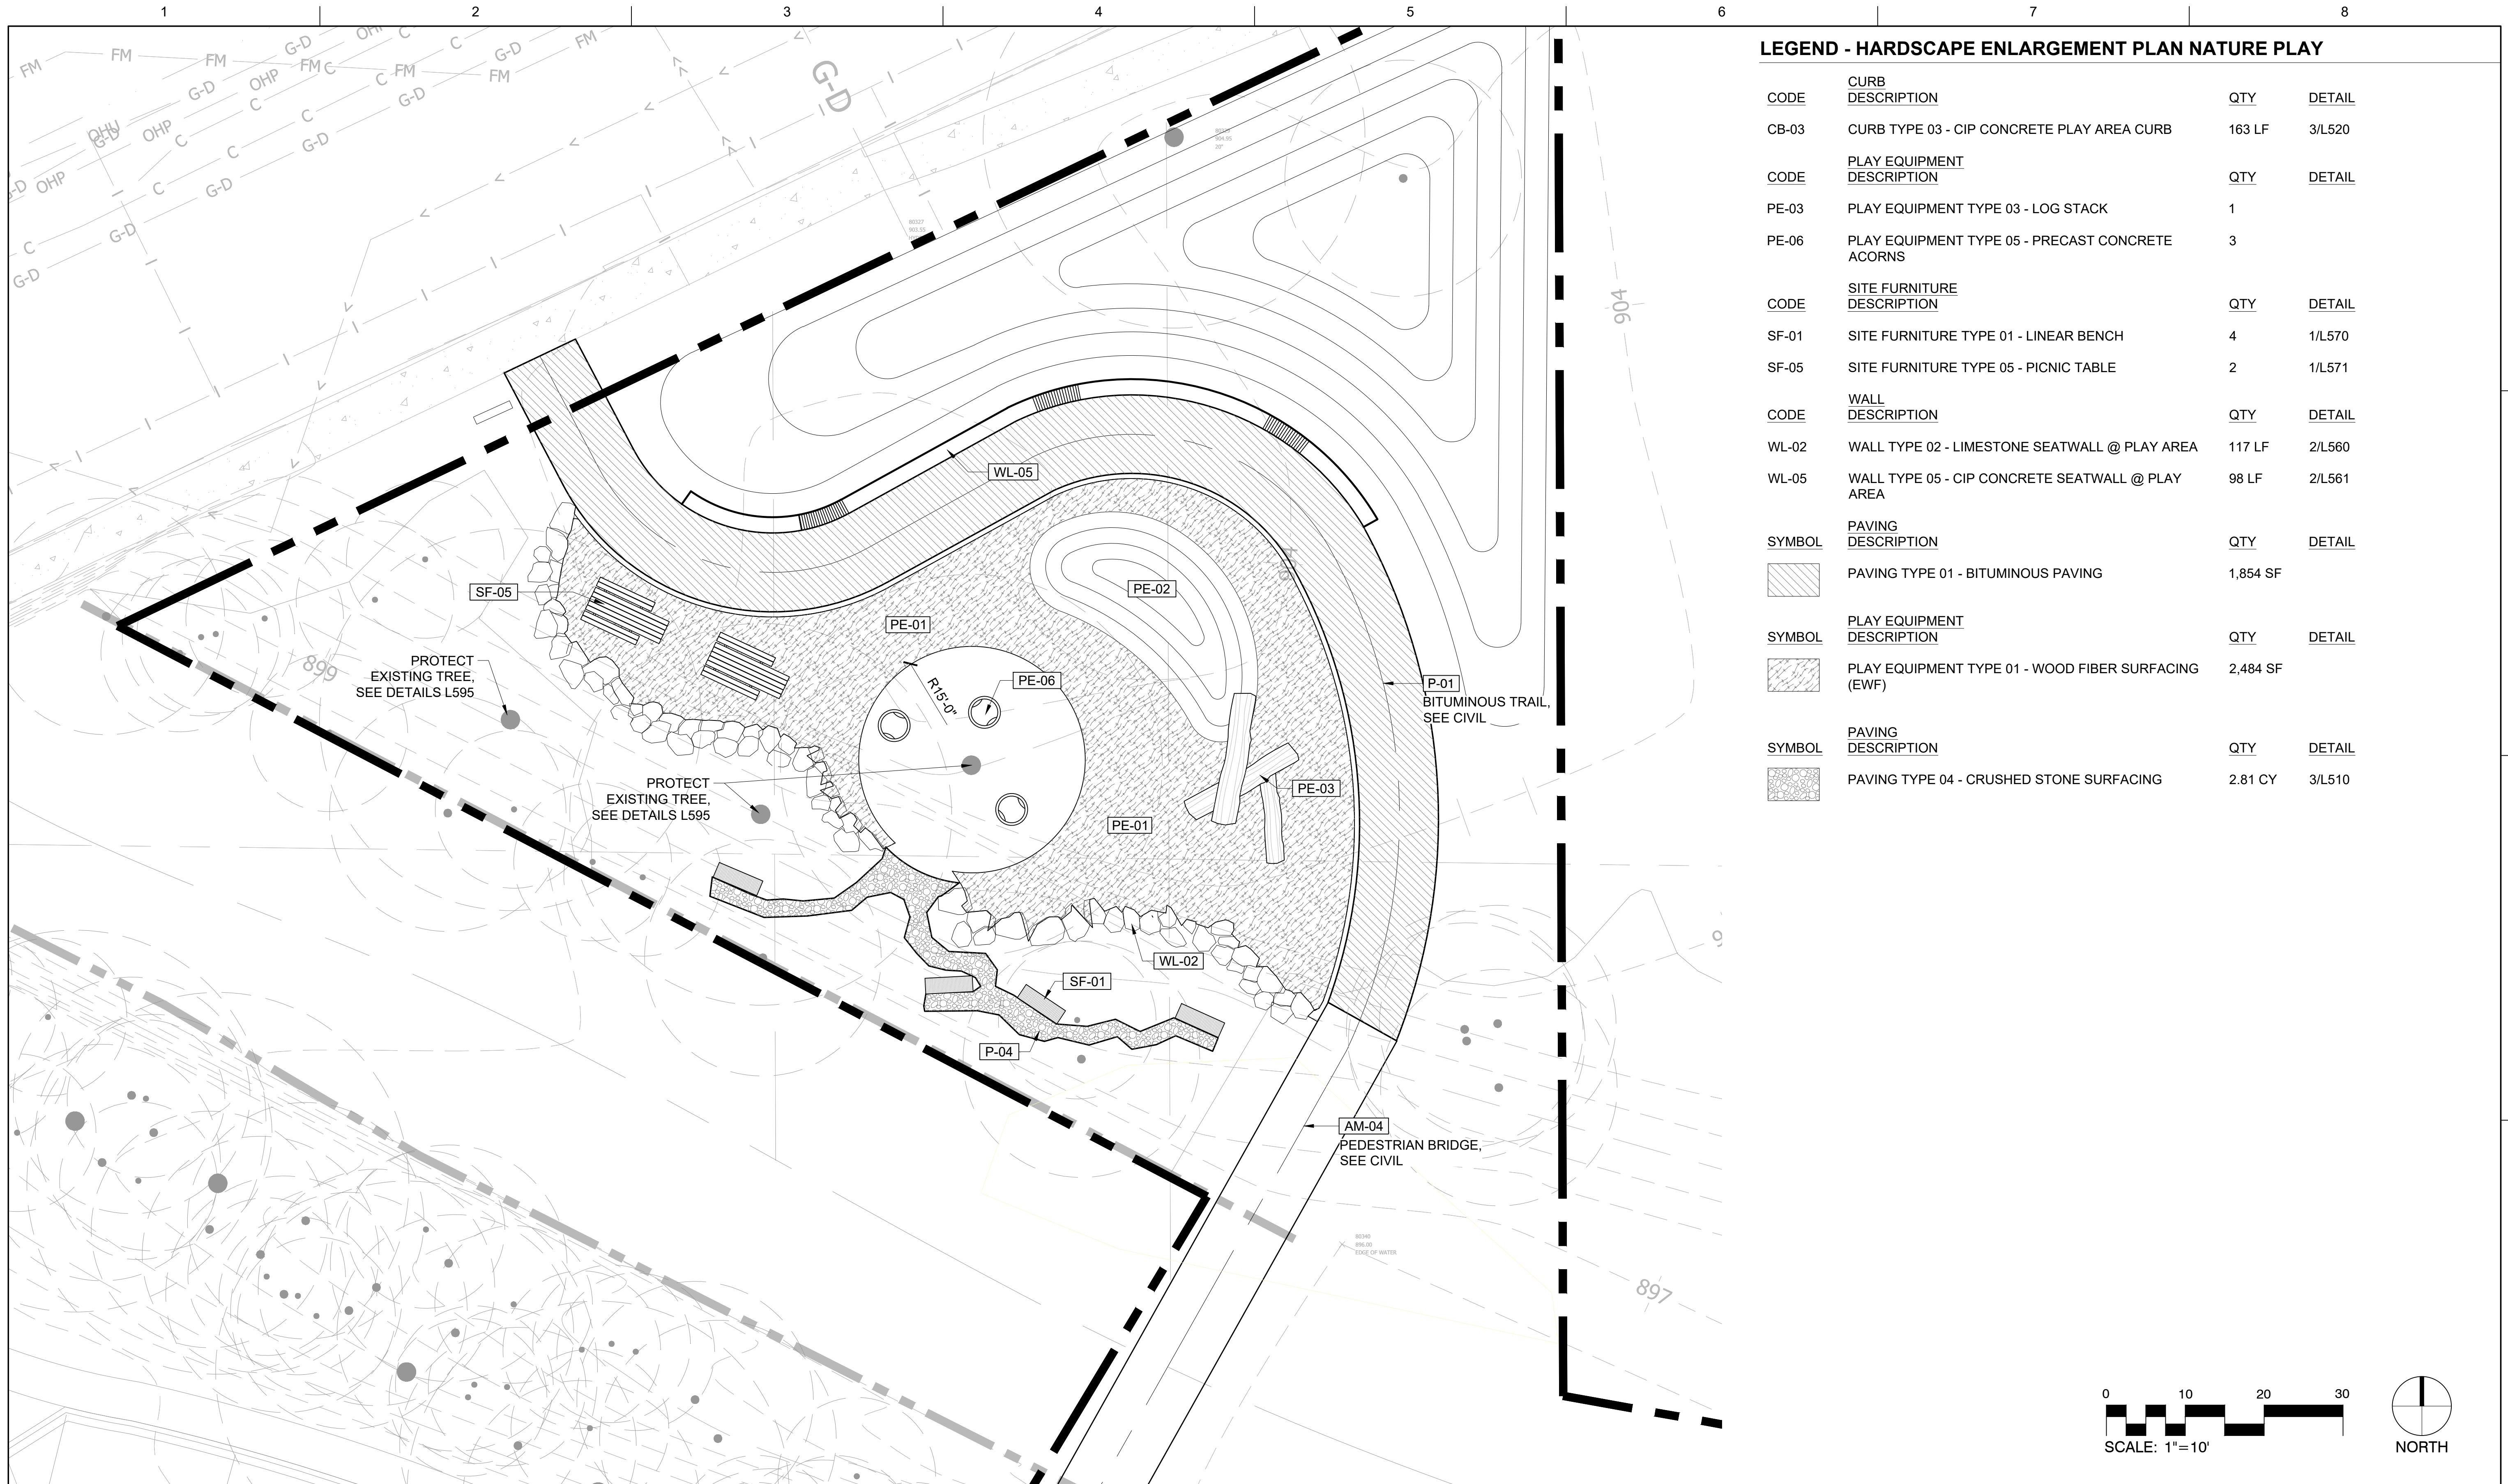 1 2 3 4 5 6 7 8
LEGEND - HARDSCAPE ENLARGEMENT PLAN NATURE PLAY
CURB
CODE DESCRIPTION QTY DETAIL
CB-03 CURB TYPE 03 - CIP CONCRETE PLAY AREA CURB 163 LF 3/L520
PLAY EQUIPMENT
CODE DESCRIPTION QTY DETAIL
PE-03 PLAY EQUIPMENT TYPE 03 - LOG STACK 1
PE-06 PLAY EQUIPMENT TYPE 05 - PRECAST CONCRETE 3
ACORNS
SITE FURNITURE
CODE DESCRIPTION QTY DETAIL
SF-01 SITE FURNITURE TYPE 01 - LINEAR BENCH 4 1/L570
SF-05 SITE FURNITURE TYPE 05 - PICNIC TABLE 2 1/L571
WALL
CODE DESCRIPTION QTY DETAIL
WL-02 WALL TYPE 02 - LIMESTONE SEATWALL @ PLAY AREA 117 LF 2/L560
WL-05 WALL TYPE 05 - CIP CONCRETE SEATWALL @ PLAY 98 LF 2/L561
AREA
PAVING
SYMBOL DESCRIPTION QTY DETAIL
PAVING TYPE 01 - BITUMINOUS PAVING 1,854 SF
PLAY EQUIPMENT
SYMBOL DESCRIPTION QTY DETAIL
PLAY EQUIPMENT TYPE 01 - WOOD FIBER SURFACING 2,484 SF
(EWF)
PAVING
SYMBOL DESCRIPTION QTY DETAIL
PAVING TYPE 04 - CRUSHED STONE SURFACING 2.81 CY 3/L510
FM FM FM FM FM FM FM
G-D G-D G-D G-D G-D G-D G-D G-D
OHP OHP OHP
OHU
C C C C C C C C C
G-D
80327
903.55
904.95
20"
904
WL-05
SF-05
PE-02
PE-01
PROTECT
EXISTING TREE,
SEE DETAILS L595
899
PE-06
R15'-0"
P-01
BITUMINOUS TRAIL,
SEE CIVIL
PROTECT
EXISTING TREE,
SEE DETAILS L595
PE-03
PE-01
WL-02
SF-01
P-04
AM-04
PEDESTRIAN BRIDGE,
SEE CIVIL
80340
896.00
EDGE OF WATER
897
0 10 20 30
SCALE: 1"=10'
NORTH